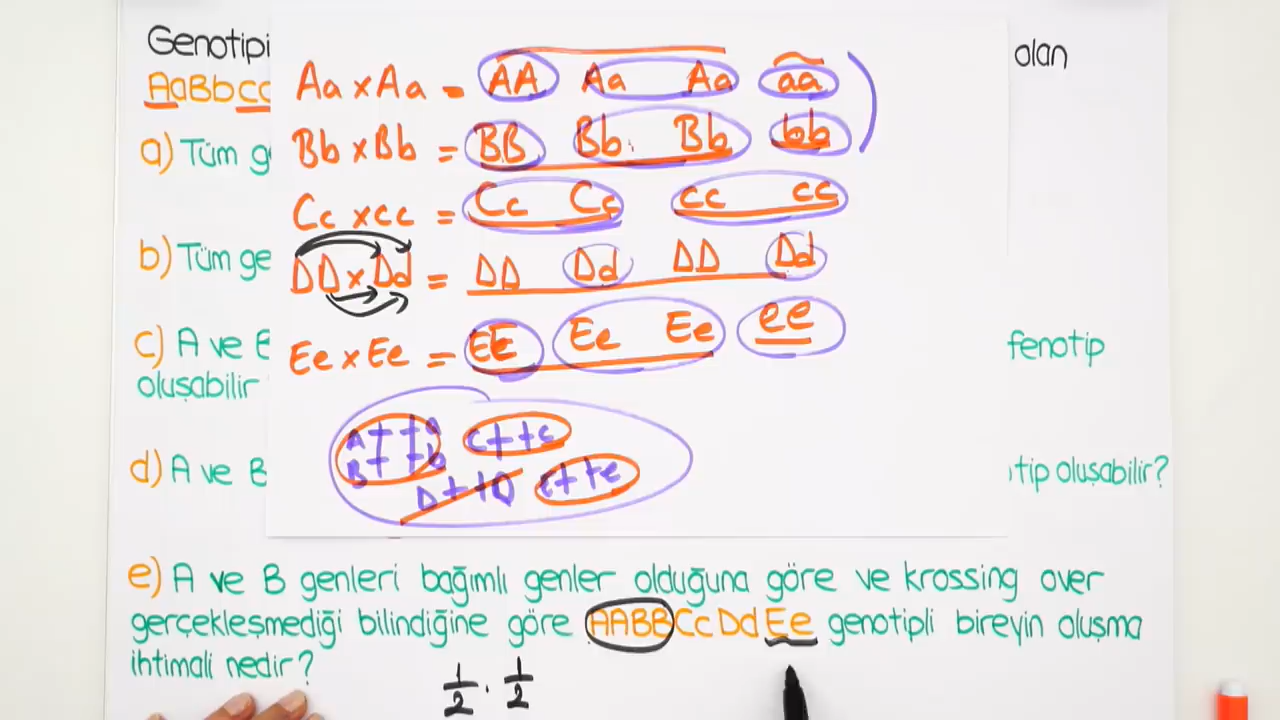 Genotipi
olan
AaBbCc
a) Tüm ge
b) Tüm ge
c) A ve B
fenotip
oluşabilir
d) A ve B
tip oluşabilir?
Aa x Aa = AA Aa Aa aa
Bb x Bb = BB Bb Bb bb
Cc x cc = Cc Cc cc cc
DD x Dd = DD Dd DD Dd
Ee x Ee = EE Ee Ee ee
A a C c
B b
D D E e
e) A ve B genleri bağımlı genler olduğuna göre ve krossing over
gerçekleşmediği bilindiğine göre AABBCcDdEe genotipli bireyin oluşma
ihtimali nedir?
1/2 . 1/2